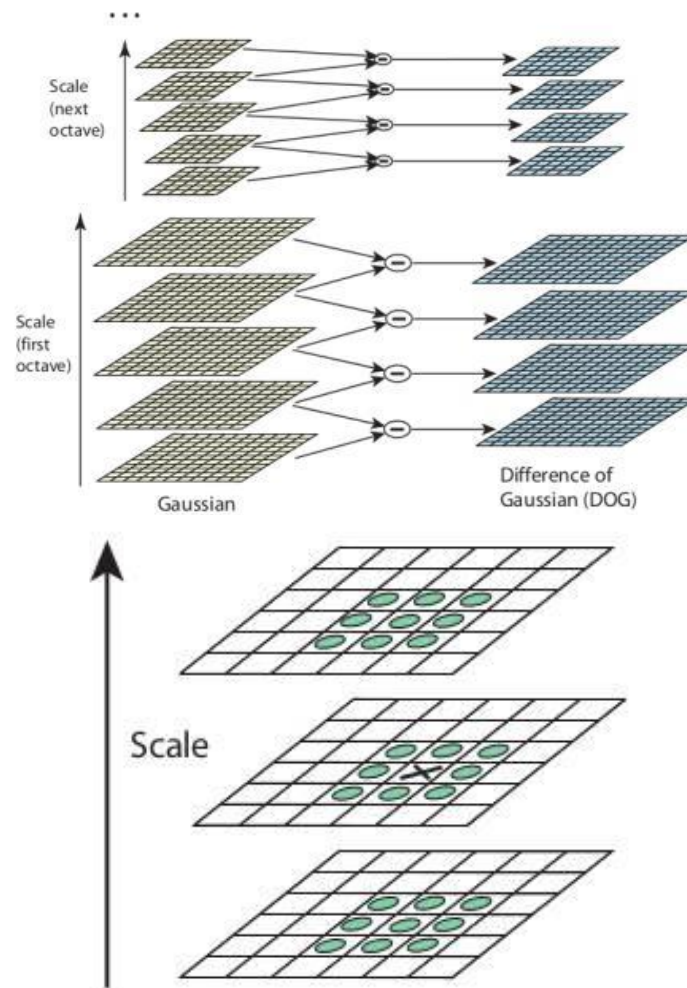 ...
Scale
(next
octave)
Scale
(first
octave)
Gaussian
Difference of
Gaussian (DOG)
Scale